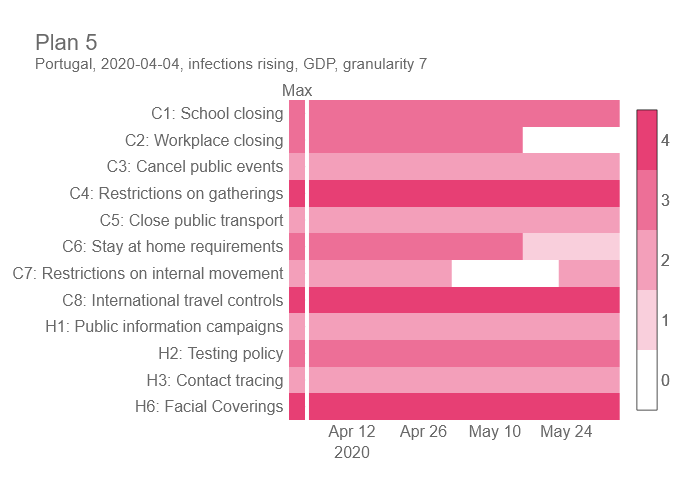 Plan 5
Portugal, 2020-04-04, infections rising, GDP, granularity 7
Max
C1: School closing
C2: Workplace closing
C3: Cancel public events
C4: Restrictions on gatherings
C5: Close public transport
C6: Stay at home requirements
C7: Restrictions on internal movement
C8: International travel controls
H1: Public information campaigns
H2: Testing policy
H3: Contact tracing
H6: Facial Coverings
Apr 12 Apr 26 May 10 May 24
2020
4
3
2
1
0